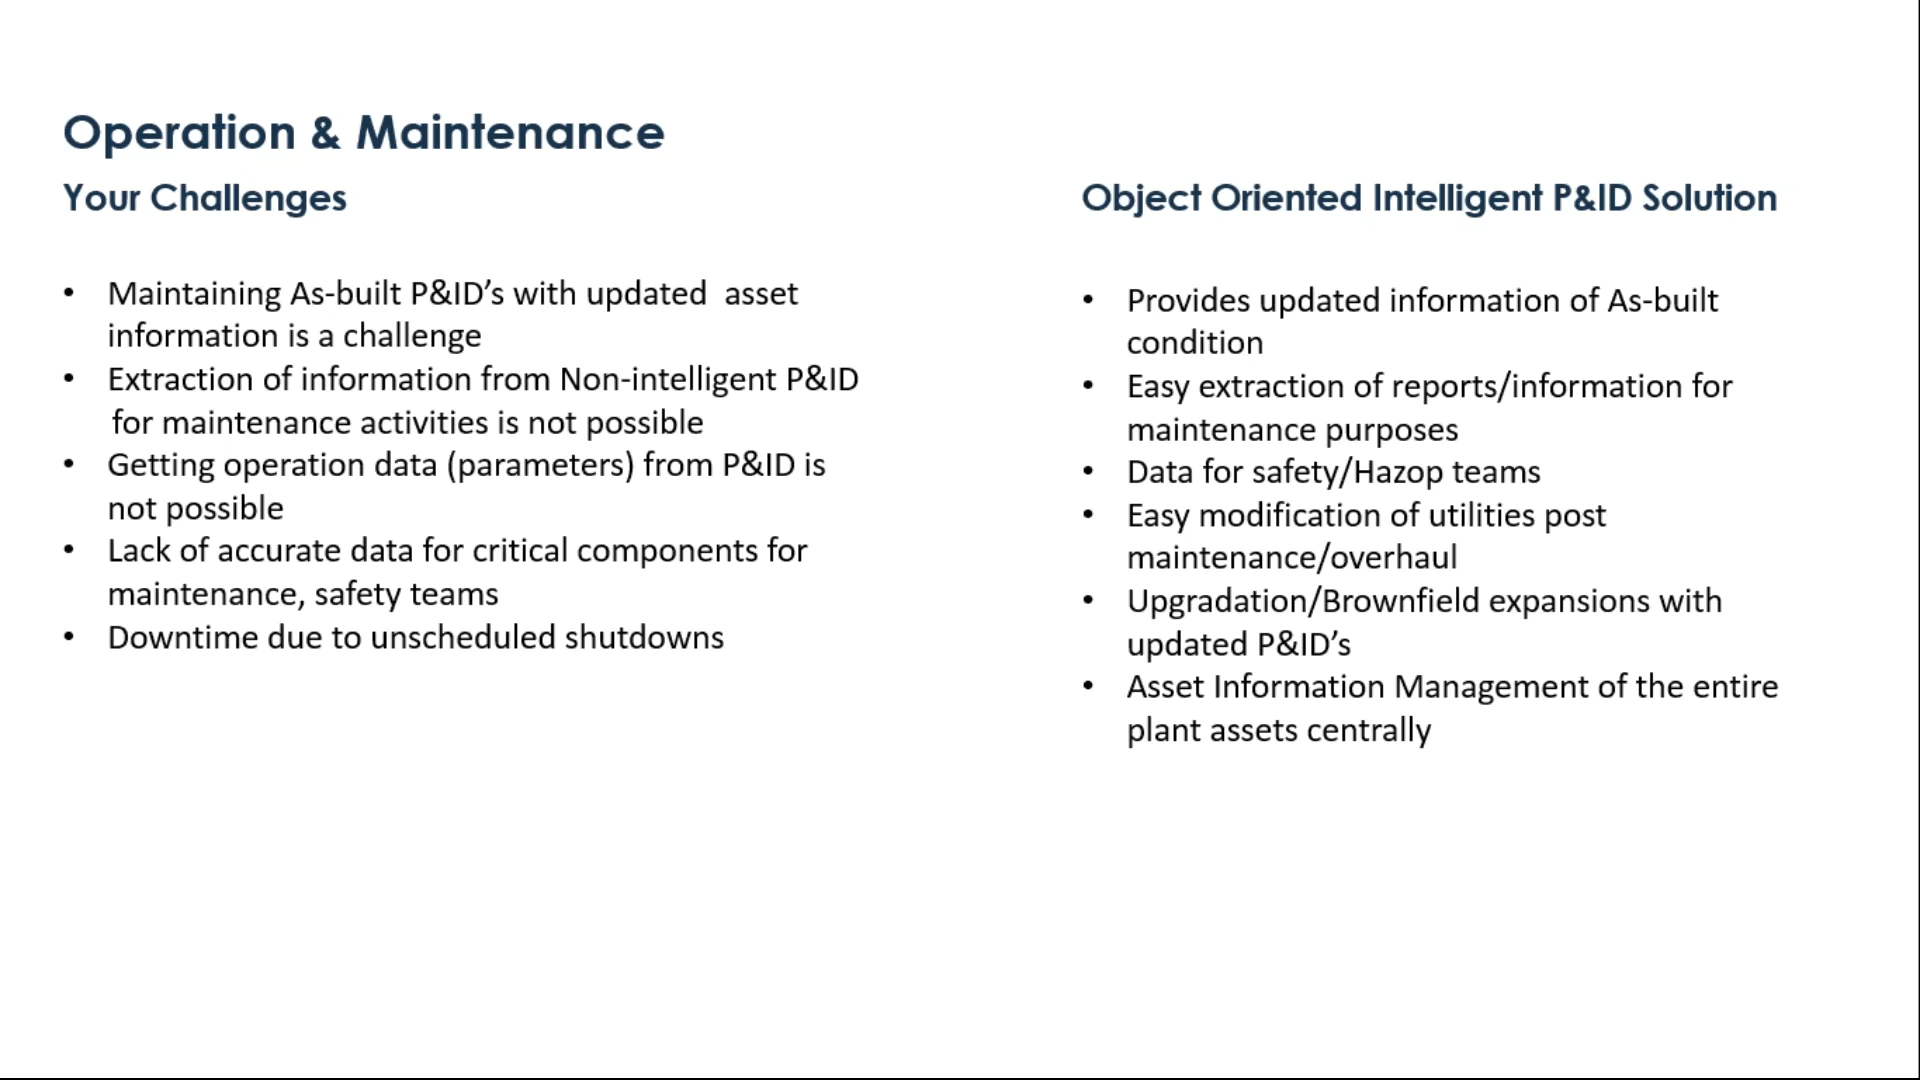 Operation & Maintenance
Your Challenges
• Maintaining As-built P&ID’s with updated  asset
information is a challenge
• Extraction of information from Non-intelligent P&ID
for maintenance activities is not possible
• Getting operation data (parameters) from P&ID is
not possible
• Lack of accurate data for critical components for
maintenance, safety teams
• Downtime due to unscheduled shutdowns
Object Oriented Intelligent P&ID Solution
• Provides updated information of As-built
condition
• Easy extraction of reports/information for
maintenance purposes
• Data for safety/Hazop teams
• Easy modification of utilities post
maintenance/overhaul
• Upgradation/Brownfield expansions with
updated P&ID’s
• Asset Information Management of the entire
plant assets centrally